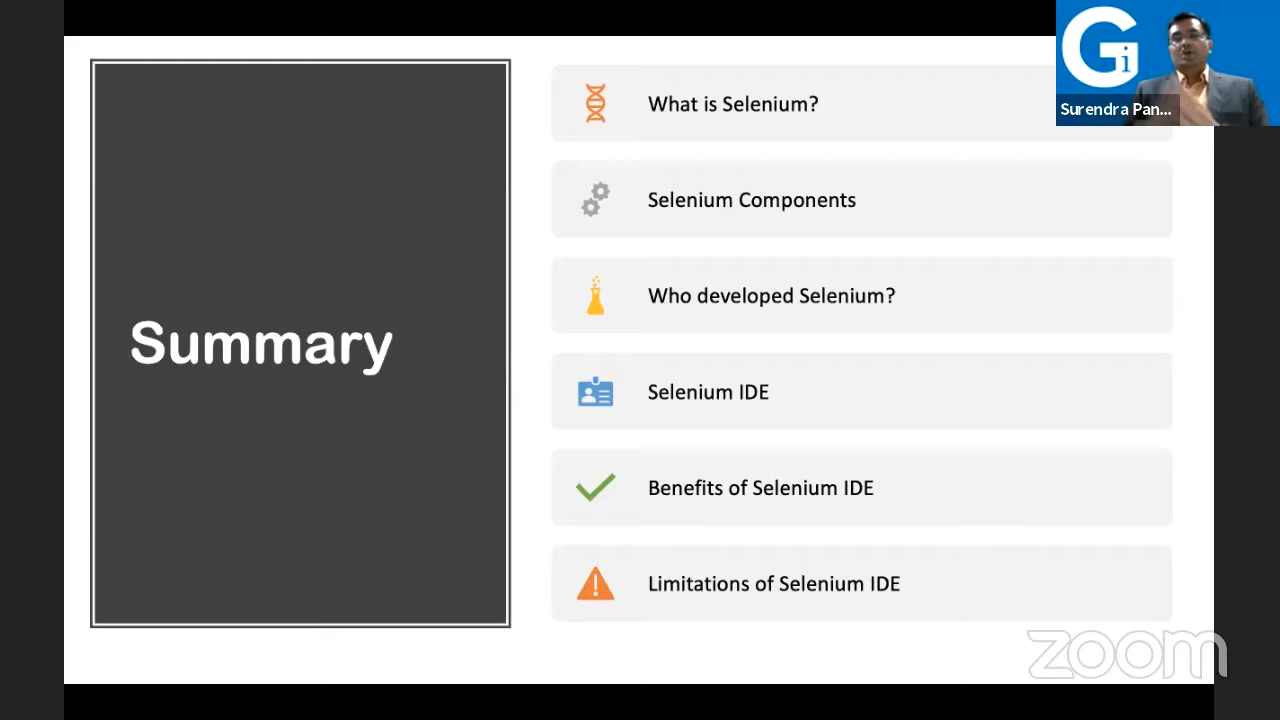 Gi
Surendra Pan...
Summary
What is Selenium?
Selenium Components
Who developed Selenium?
Selenium IDE
Benefits of Selenium IDE
Limitations of Selenium IDE
zoom